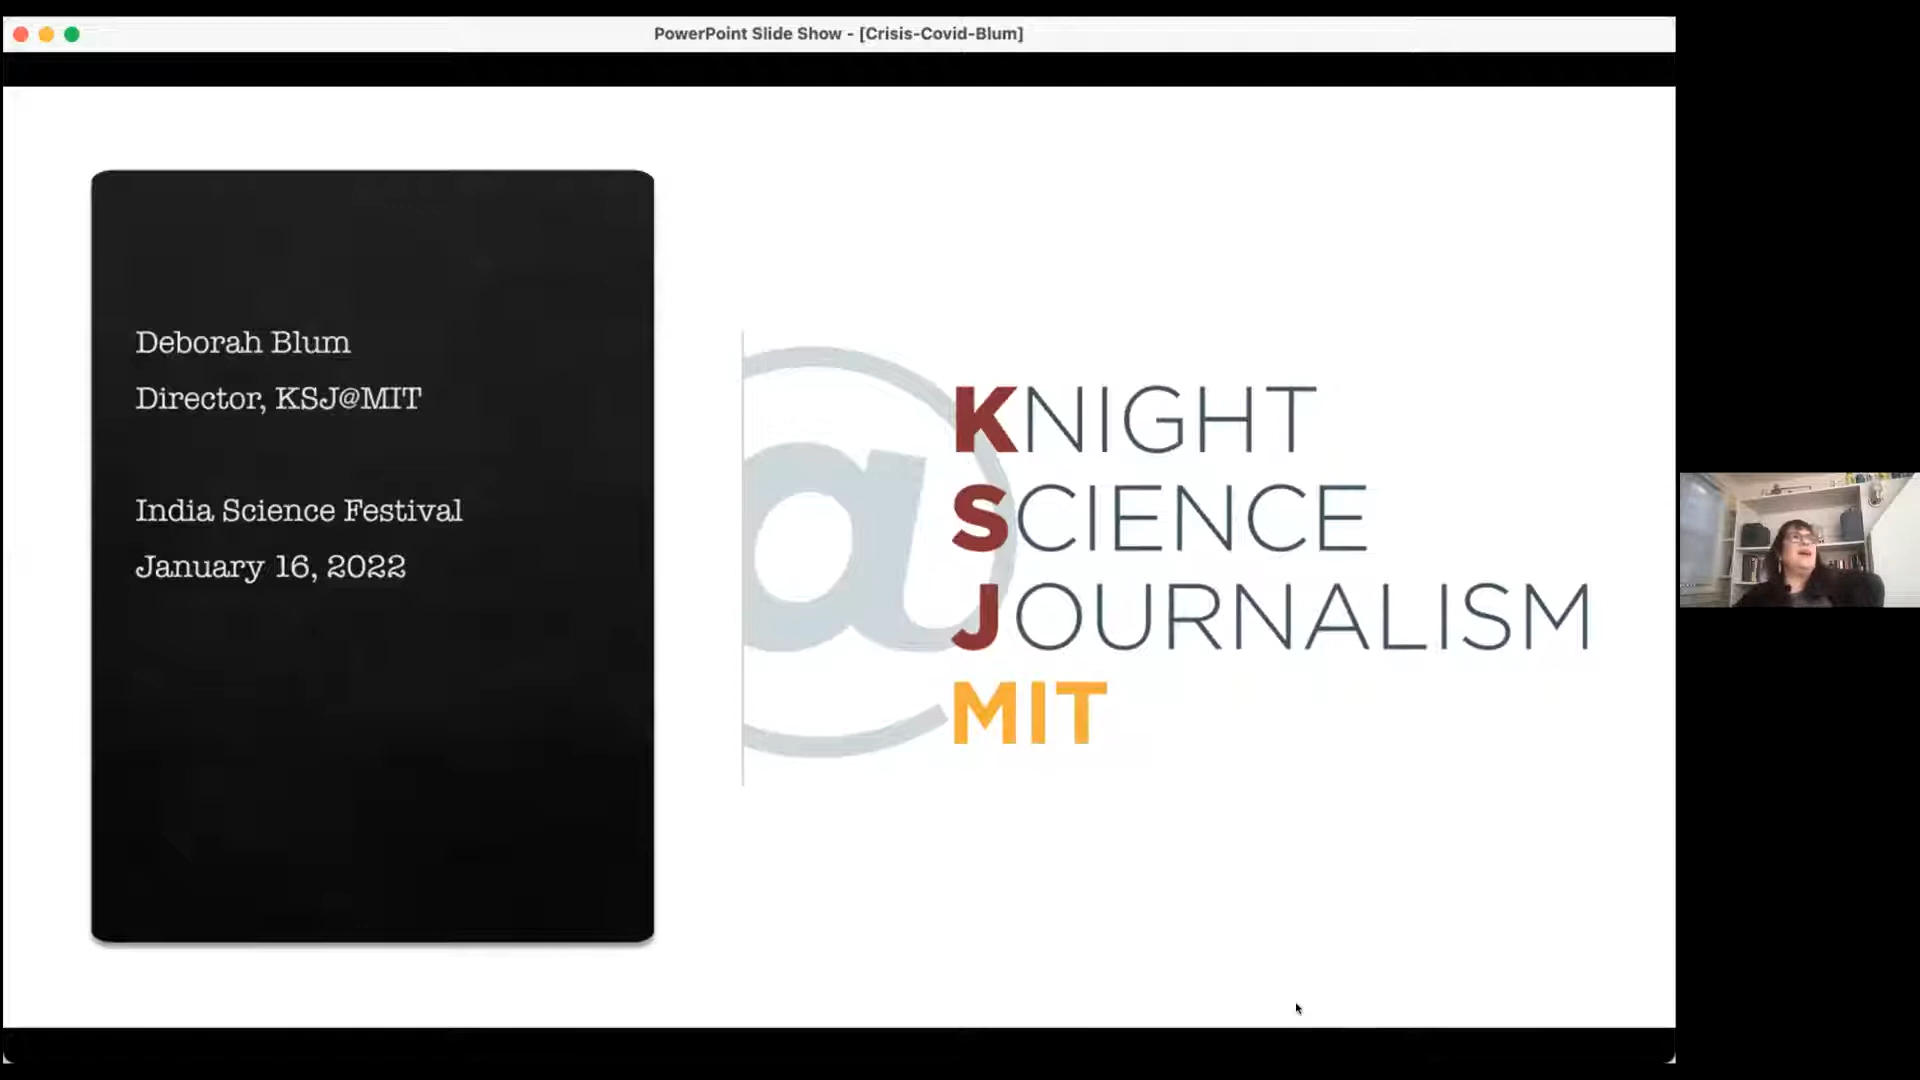 PowerPoint Slide Show - [Crisis-Covid-Blum]
Deborah Blum
Director, KSJ@MIT
India Science Festival
January 16, 2022
@
KNIGHT
SCIENCE
JOURNALISM
MIT